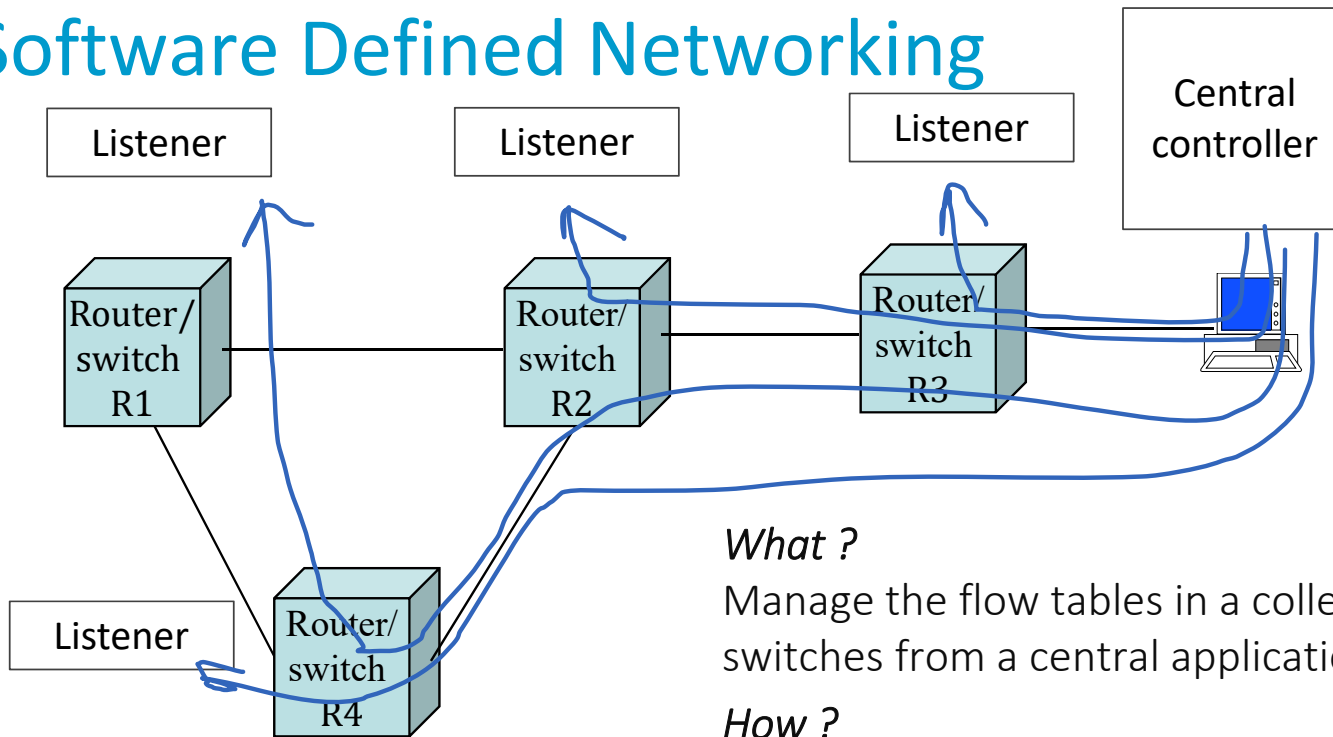 Software Defined Networking
Central
controller
Listener
Listener
Listener
Router/
switch
R1
Router/
switch
R2
Router/
switch
R3
Listener
Router/
switch
R4
What ?
Manage the flow tables in a colle
switches from a central applicatio
How ?